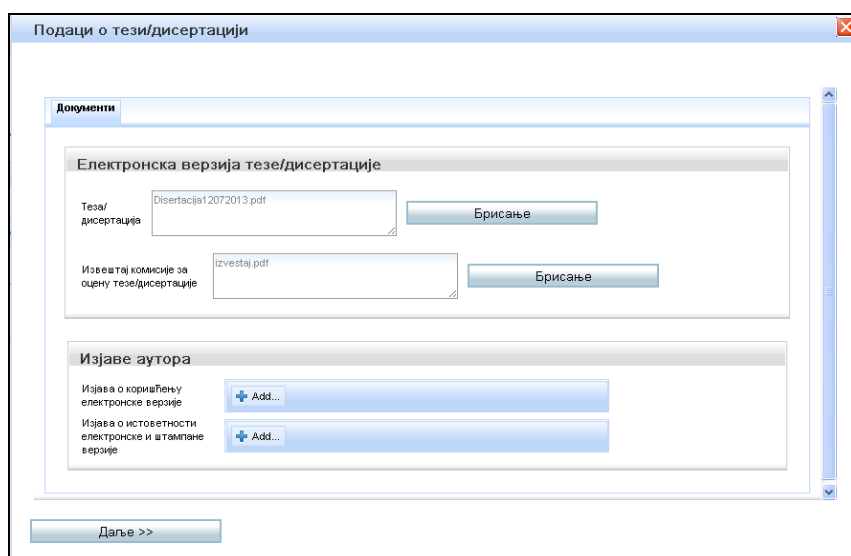 Подаци о тези/дисертацији
Документи
Електронска верзија тезе/дисертације
Теза/
дисертација
Disertacija12072013.pdf
Брисање
Извештај комисије за
оцену тезе/дисертације
izvestaj.pdf
Брисање
Изјаве аутора
Изјава о коришћењу
електронске верзије
Add...
Изјава о истоветности
електронске и штампане
верзије
Add...
Даље >>